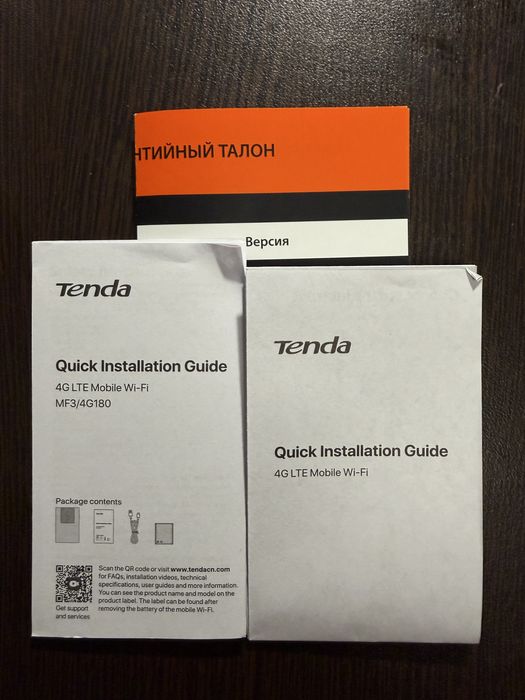 НТИЙНЫЙ ТАЛОН
Версия
Tenda
Quick Installation Guide
4G LTE Mobile Wi-Fi
MF3/4G180
Package contents
Scan the QR code or visit www.tendacn.com
for FAQs, installation videos, technical
specifications, user guides and more information.
You can see the product name and model on the
product label. The label can be found after
removing the battery of the mobile Wi-Fi.
Get support
and services
Tenda
Quick Installation Guide
4G LTE Mobile Wi-Fi